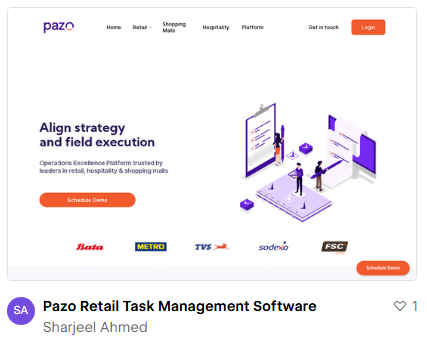 pazo
Home
Retail
Shopping
Malls
Hospitality
Platform
Get in touch
Login
Align strategy
and field execution
Operations Excellence Platform trusted by
leaders in retail, hospitality & shopping malls
Schedule Demo
Bata
METRO
TVS
sodexo
FSC
Schedule Demo
SA
Pazo Retail Task Management Software
1
Sharjeel Ahmed